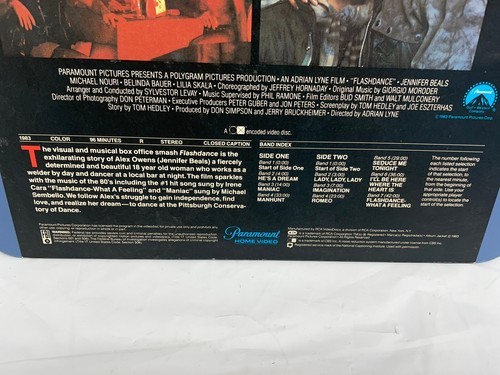 PARAMOUNT PICTURES PRESENTS A POLYGRAM PICTURES PRODUCTION · AN ADRIAN LYNE FILM · "FLASHDANCE" · JENNIFER BEALS
MICHAEL NOURI · BELINDA BAUER · LILIA SKALA · Choreographed by JEFFREY HORNADAY · Original Music by GIORGIO MORODER
Arranger and Conducted by SYLVESTOR LEVAY · Music Supervised by PHIL RAMONE · Film Editors BUD SMITH and WALT MULCONERY
Director of Photography DON PETERMAN · Executive Producers PETER GUBER and JON PETERS · Screenplay by TOM HEDLEY and JOE ESZTERHAS
Story by TOM HEDLEY · Produced by DON SIMPSON and JERRY BRUCKHEIMER · Directed by ADRIAN LYNE
Paramount
A encoded video disc.
1983 COLOR 96 MINUTES R STEREO CLOSED CAPTION BAND INDEX
The visual and musical box office smash Flashdance is the
exhilarating story of Alex Owens (Jennifer Beals) a fiercely
determined and beautiful 18 year old woman who works as a
welder by day and dancer at a local bar at night. The film sparkles
with the music of the 80's including the #1 hit song sung by Irene
Cara "Flashdance-What A Feeling" and "Maniac" sung by Michael
Sembello. We follow Alex's struggle to gain independence, find
love, and realize her dream—to dance at the Pittsburgh Conserva-
tory of Dance.
SIDE ONE
Band 1 (0:00)
Start of Side One
Band 2 (4:00)
HE'S A DREAM
Band 3 (14:00)
MANIAC
Band 4 (33:00)
MANHUNT
SIDE TWO
Band 1 (0:00)
Start of Side Two
Band 2 (3:00)
LADY, LADY, LADY
Band 3 (17:00)
IMAGINATION
Band 4 (23:00)
ROMEO
Band 5 (29:00)
SEDUCE ME
TONIGHT
Band 6 (36:00)
I'LL BE HERE
WHERE THE
HEART IS
Band 7 (42:00)
FLASHDANCE-
WHAT A FEELING
The number following
each listed selection
indicates the start
of that selection, to
the nearest minute,
from the beginning
of that side. Use your
appropriate player
control(s) to locate the
start of the selection.
Paramount
HOME VIDEO